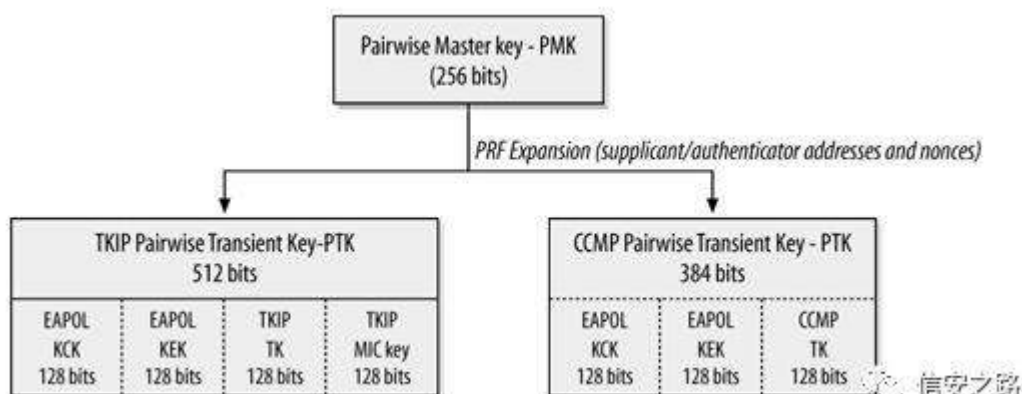 Pairwise Master key - PMK
(256 bits)
PRF Expansion (supplicant/authenticator addresses and nonces)
TKIP Pairwise Transient Key-PTK
512 bits
EAPOL
KCK
128 bits
EAPOL
KEK
128 bits
TKIP
TK
128 bits
TKIP
MIC key
128 bits
CCMP Pairwise Transient Key - PTK
384 bits
EAPOL
KCK
128 bits
EAPOL
KEK
128 bits
CCMP
TK
128 bits
信安之路